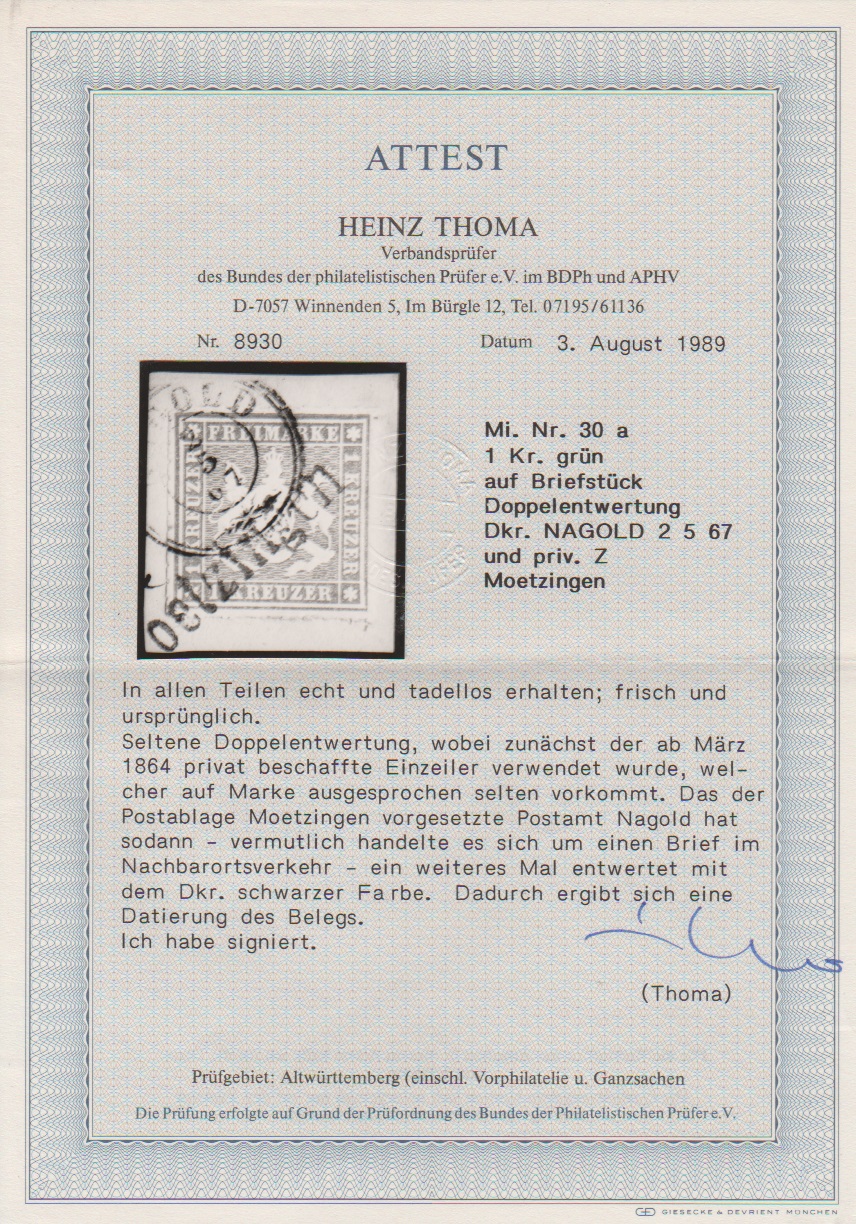 ATTEST
HEINZ THOMA
Verbandsprüfer
des Bundes der philatelistischen Prüfer e.V. im BDPh und APHV
D-7057 Winnenden 5, Im Bürgle 12, Tel. 07195/61136
Nr. 8930 Datum 3. August 1989
OLD
FREIMARKE
KREUZER
1 KREUZER
KREUZER
Mi. Nr. 30 a
1 Kr. grün
auf Briefstück
Doppelentwertung
Dkr. NAGOLD 2 5 67
und priv. Z
Moetzingen
In allen Teilen echt und tadellos erhalten; frisch und
ursprünglich.
Seltene Doppelentwertung, wobei zunächst der ab März
1864 privat beschaffte Einzeiler verwendet wurde, wel-
cher auf Marke ausgesprochen selten vorkommt. Das der
Postablage Moetzingen vorgesetzte Postamt Nagold hat
sodann - vermutlich handelte es sich um einen Brief im
Nachbarortsverkehr - ein weiteres Mal entwertet mit
dem Dkr. schwarzer Farbe. Dadurch ergibt sich eine
Datierung des Belegs.
Ich habe signiert.
(Thoma)
Prüfgebiet: Altwürttemberg (einschl. Vorphilatelie u. Ganzsachen
Die Prüfung erfolgte auf Grund der Prüfordnung des Bundes der Philatelistischen Prüfer e.V.
GIESECKE & DEVRIENT MÜNCHEN